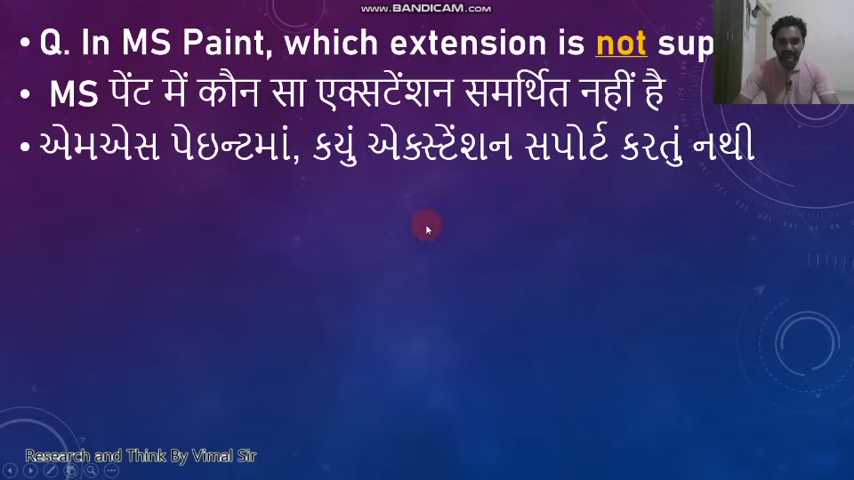 WWW.BANDICAM.COM
• Q. In MS Paint, which extension is not sup
• MS पेंट में कौन सा एक्सटेंशन समर्थित नहीं है
• એમએસ પેઇન્ટમાં, કયું એક્સ્ટેંશન સપોર્ટ કરતું નથી
Research and Think By Vimal Sir